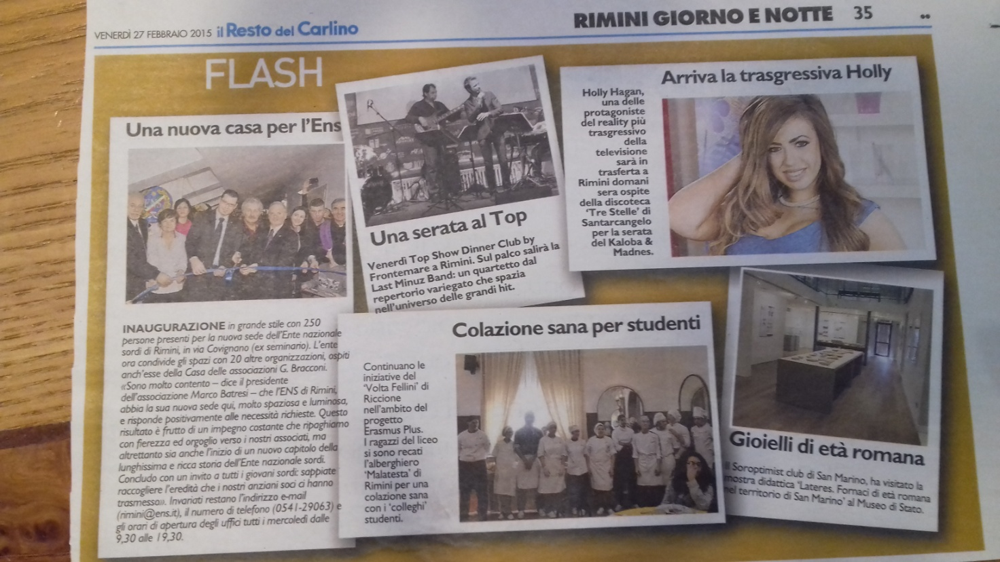 VENERDÌ 27 FEBBRAIO 2015 il Resto del Carlino
RIMINI GIORNO E NOTTE 35
FLASH
Una nuova casa per l'Ens
INAUGURAZIONE in grande stile con 250
persone presenti per la nuova sede dell'Ente nazionale
sordi di Rimini, in via Covignano (ex seminario). L'ente
ora condivide gli spazi con 20 altre organizzazioni, ospiti
anch'esse della Casa delle associazioni G. Bracconi.
«Sono molto contento – dice il presidente
dell'associazione Marco Batresi – che l'ENS di Rimini,
abbia la sua nuova sede qui, molto spaziosa e luminosa,
e risponde positivamente alle necessità richieste. Questo
risultato è frutto di un impegno costante che ripaghiamo
con fierezza ed orgoglio verso i nostri associati, ma
altrettanto sia anche l'inizio di un nuovo capitolo della
lunghissima e ricca storia dell'Ente nazionale sordi.
Concludo con un invito a tutti i giovani sordi: sappiate
raccogliere l'eredità che i nostri anziani soci ci hanno
trasmesso». Invariati restano l'indirizzo e-mail
(rimini@ens.it), il numero di telefono (0541-29063) e
gli orari di apertura degli uffici tutti i mercoledì dalle
9,30 alle 19,30.
Una serata al Top
Venerdì Top Show Dinner Club by
Frontemare a Rimini. Sul palco salirà la
Last Minuz Band: un quartetto dal
repertorio variegato che spazia
nell'universo delle grandi hit.
Arriva la trasgressiva Holly
Holly Hagan,
una delle
protagoniste
del reality più
trasgressivo
della
televisione
sarà in
trasferta a
Rimini domani
sera ospite
della discoteca
'Tre Stelle' di
Santarcangelo
per la serata
del Kaloba &
Madnes.
Colazione sana per studenti
Continuano le
iniziative del
'Volta Fellini' di
Riccione
nell'ambito del
progetto
Erasmus Plus.
I ragazzi del liceo
si sono recati
l'alberghiero
'Malatesta' di
Rimini per una
colazione sana
con i 'colleghi'
studenti.
Gioielli di età romana
Il Soroptimist club di San Marino, ha visitato la
mostra didattica 'Lateres. Fornaci di età romana
nel territorio di San Marino' al Museo di Stato.